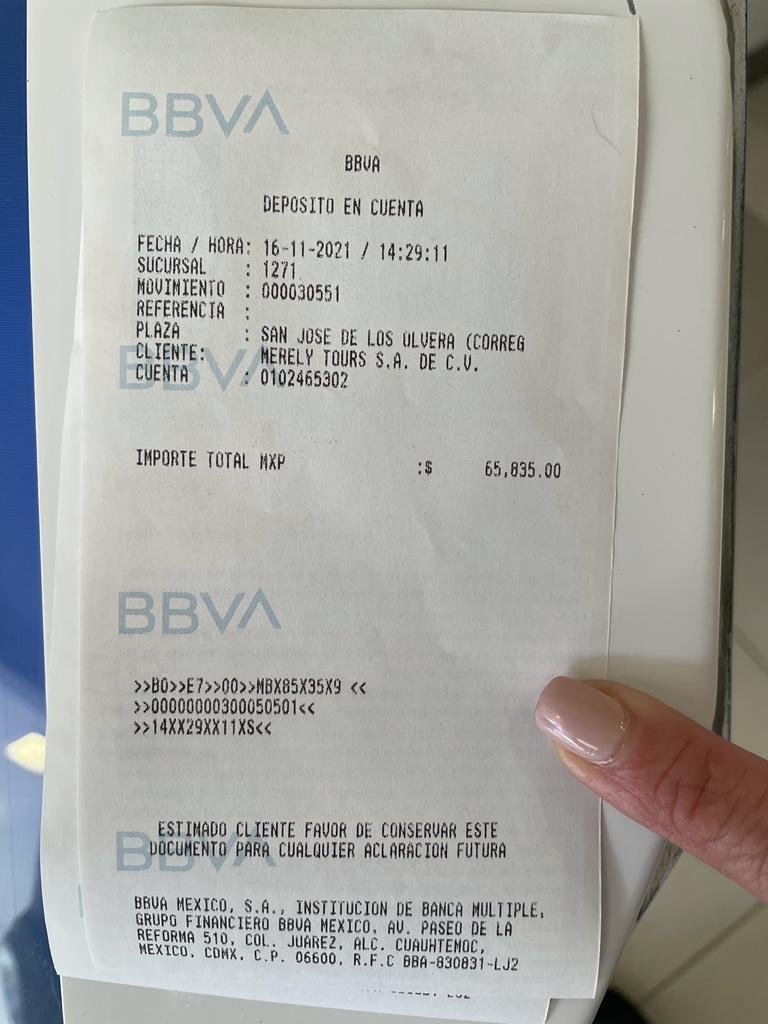 BBVA
BBVA
DEPOSITO EN CUENTA
FECHA / HORA: 16-11-2021 / 14:29:11
SUCURSAL : 1271
MOVIMIENTO : 000030551
REFERENCIA :
PLAZA : SAN JOSE DE LOS OLVERA (CORREG
CLIENTE: MERELY TOURS S.A. DE C.V.
BBVA
CUENTA : 0102465302
IMPORTE TOTAL MXP :$ 65,835.00
BBVA
>>B0>>E7>>00>>MBX85X35X9 <<
>>00000000300050501<<
>>14XX29XX11XS<<
ESTIMADO CLIENTE FAVOR DE CONSERVAR ESTE
BBVA
DOCUMENTO PARA CUALQUIER ACLARACION FUTURA
BBVA MEXICO, S.A., INSTITUCION DE BANCA MULTIPLE,
GRUPO FINANCIERO BBVA MEXICO. AV. PASEO DE LA
REFORMA 510, COL. JUAREZ, ALC. CUAUHTEMOC,
MEXICO. CDMX, C.P. 06600, R.F.C BBA-830831-LJ2